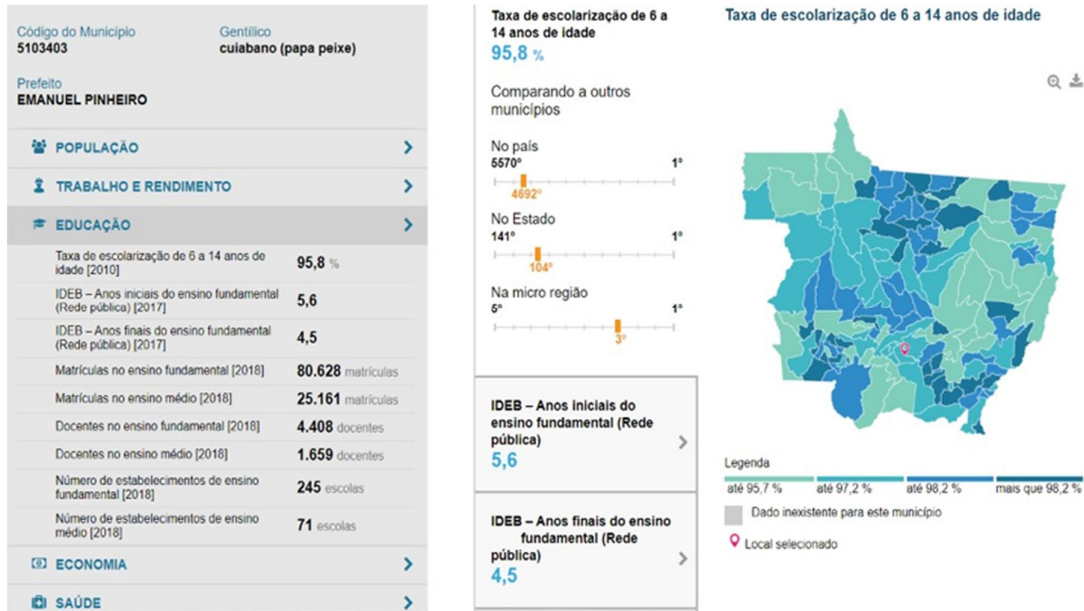 Código do Município
5103403
Gentílico
cuiabano (papa peixe)
Prefeito
EMANUEL PINHEIRO
POPULAÇÃO
TRABALHO E RENDIMENTO
EDUCAÇÃO
Taxa de escolarização de 6 a 14 anos de
idade [2010]
95,8 %
IDEB – Anos iniciais do ensino fundamental
(Rede pública) [2017]
5,6
IDEB – Anos finais do ensino fundamental
(Rede pública) [2017]
4,5
Matrículas no ensino fundamental [2018]
80.628 matrículas
Matrículas no ensino médio [2018]
25.161 matrículas
Docentes no ensino fundamental [2018]
4.408 docentes
Docentes no ensino médio [2018]
1.659 docentes
Número de estabelecimentos de ensino
fundamental [2018]
245 escolas
Número de estabelecimentos de ensino
médio [2018]
71 escolas
ECONOMIA
SAÚDE
Taxa de escolarização de 6 a
14 anos de idade
95,8 %
Comparando a outros
municípios
No país
5570º 1º
4692º
No Estado
141º 1º
104º
Na micro região
5º 1º
3º
IDEB – Anos iniciais do
ensino fundamental (Rede
pública)
5,6
IDEB – Anos finais do ensino
fundamental (Rede
pública)
4,5
Taxa de escolarização de 6 a 14 anos de idade
Legenda
até 95,7 % até 97,2 % até 98,2 % mais que 98,2 %
Dado inexistente para este município
Local selecionado